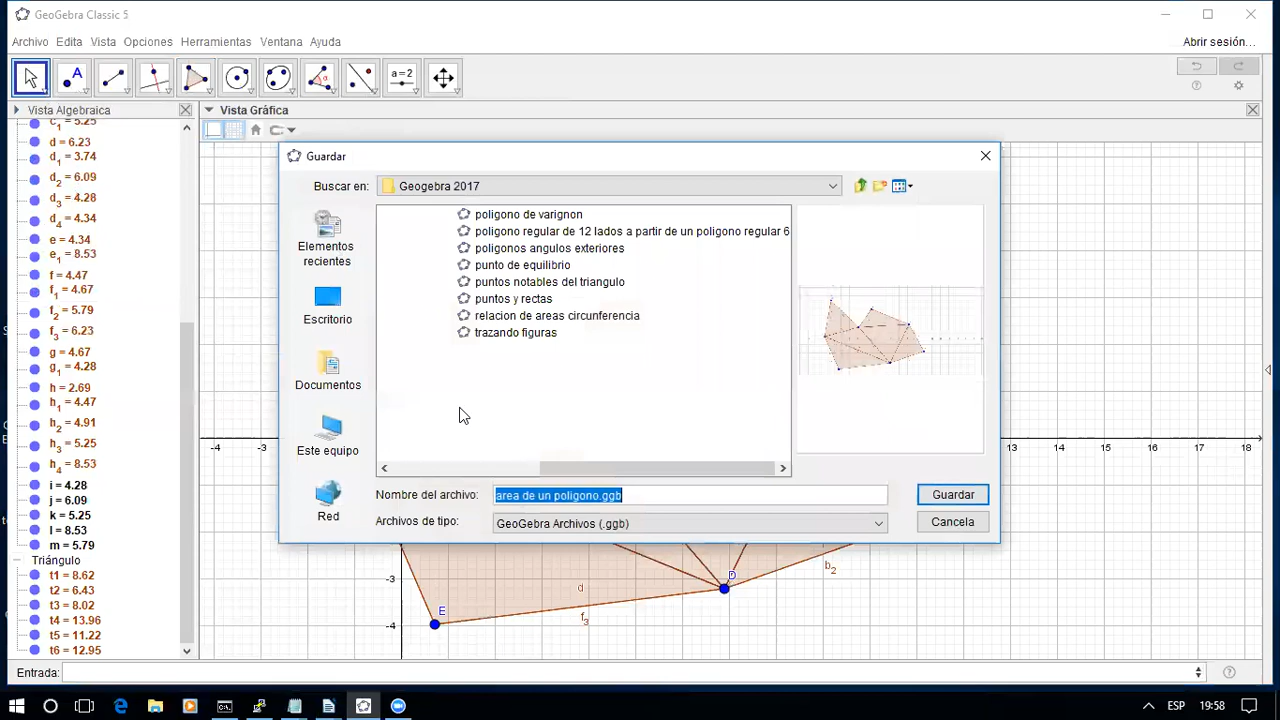 GeoGebra Classic 5
Archivo Edita Vista Opciones Herramientas Ventana Ayuda
Abrir sesión...
A
α
a=2
Vista Algebraica
Vista Gráfica
c1 = 5.25
d = 6.23
d1 = 3.74
d2 = 6.09
d3 = 4.28
d4 = 4.34
e = 4.34
e1 = 8.53
f = 4.47
f1 = 4.67
f2 = 5.79
f3 = 6.23
g = 4.67
g1 = 4.28
h = 2.69
h1 = 4.47
h2 = 4.91
h3 = 5.25
h4 = 8.53
i = 4.28
j = 6.09
k = 5.25
l = 8.53
m = 5.79
Triángulo
t1 = 8.62
t2 = 6.43
t3 = 8.02
t4 = 13.96
t5 = 11.22
t6 = 12.95
Guardar
Buscar en:
Geogebra 2017
Elementos recientes
Escritorio
Documentos
Este equipo
Red
poligono de varignon
poligono regular de 12 lados a partir de un poligono regular 6
poligonos angulos exteriores
punto de equilibrio
puntos notables del triangulo
puntos y rectas
relacion de areas circunferencia
trazando figuras
Nombre del archivo:
area de un poligono.ggb
Guardar
Archivos de tipo:
GeoGebra Archivos (.ggb)
Cancela
-4 -3
13 14 15 16 17 18
-3
-4
D
E
d
f3
b2
Entrada:
ESP 19:58